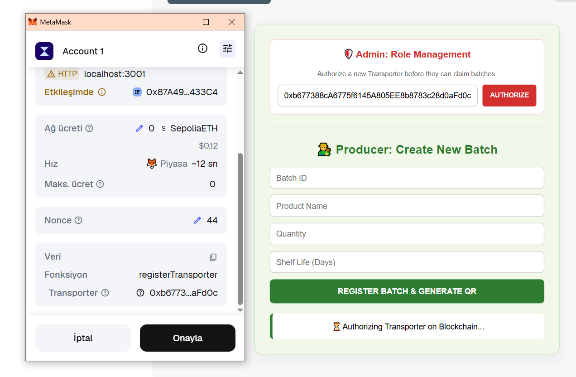 MetaMask
Account 1
HTTP localhost:3001
Etkileşimde 0x87A49...433C4
Ağ ücreti 0 S SepoliaETH
$0,12
Hız Piyasa ~12 sn
Maks. ücret 0
Nonce 44
Veri
Fonksiyon registerTransporter
Transporter 0xb6773...aFd0c
İptal Onayla
Admin: Role Management
Authorize a new Transporter before they can claim batches
0xb677388cA6775f6145A805EE8b8783c28d0aFd0c AUTHORIZE
Producer: Create New Batch
Batch ID
Product Name
Quantity
Shelf Life (Days)
REGISTER BATCH & GENERATE QR
Authorizing Transporter on Blockchain...